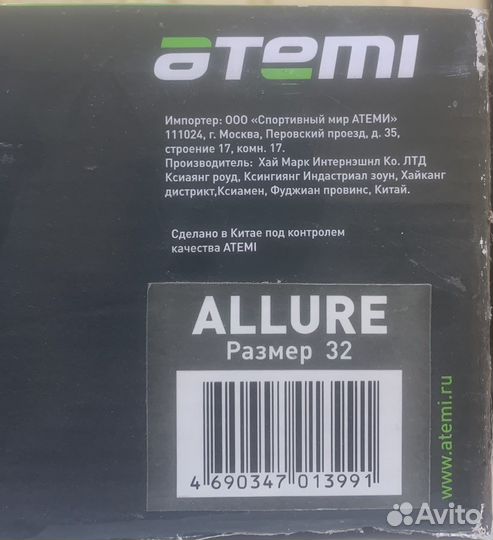 ATEMI
Импортер: ООО «Спортивный мир АТЕМИ»
111024, г. Москва, Перовский проезд, д. 35,
строение 17, комн. 17.
Производитель: Хай Марк Интернэшнл Ко. ЛТД
Ксиаянг роуд, Ксингиянг Индастриал зоун, Хайканг
дистрикт,Ксиамен, Фуджиан провинс, Китай.
Сделано в Китае под контролем
качества ATEMI
ALLURE
Размер 32
4 690347 013991
www.atemi.ru
Avito